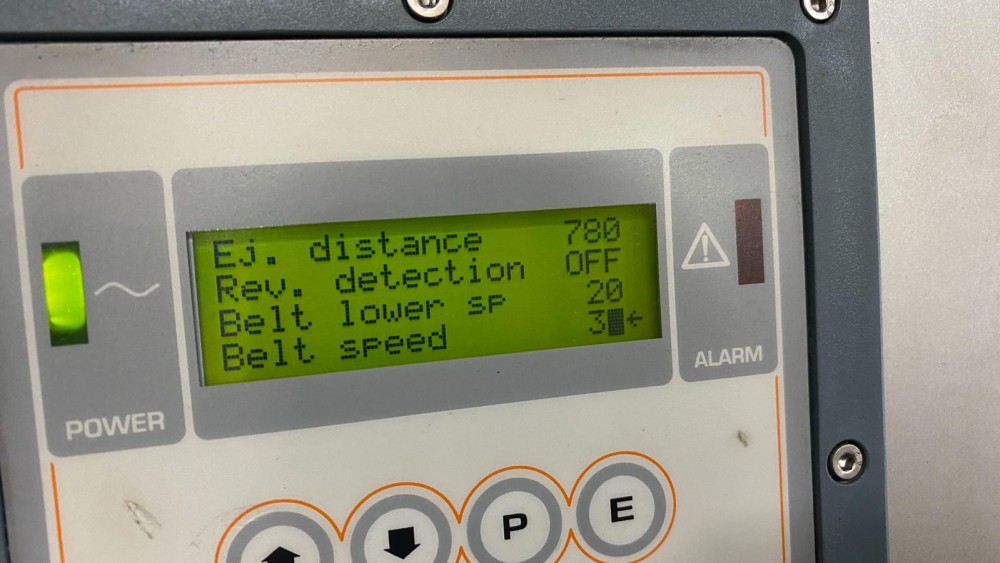 Ej. distance 780
Rev. detection OFF
Belt lower sp 20
Belt speed 3
POWER
ALARM
P
E